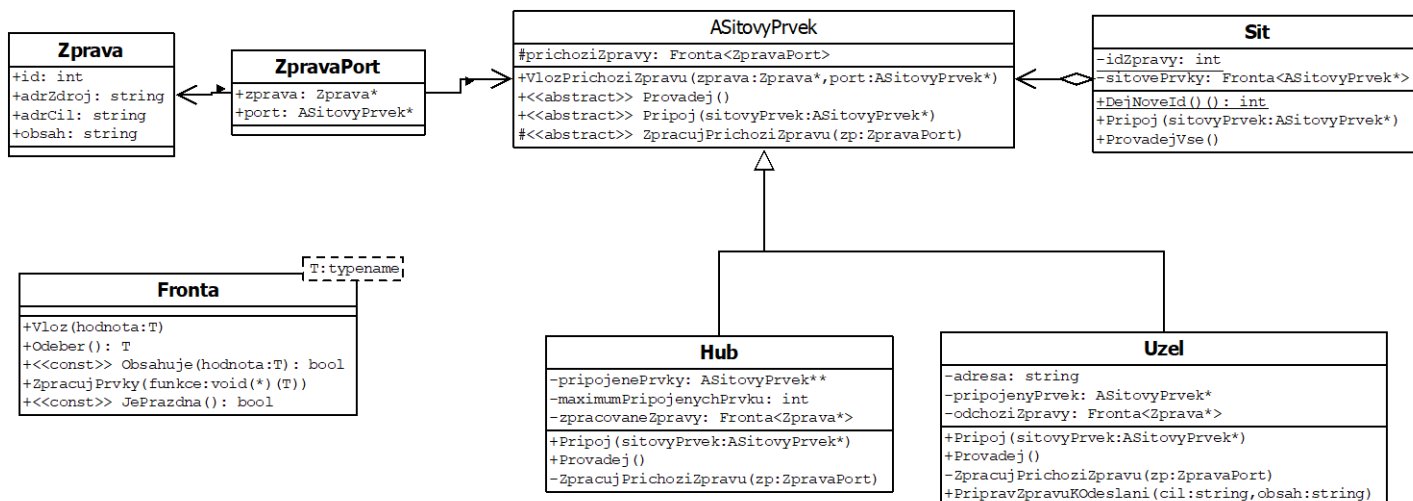 Zprava
+id: int
+adrZdroj: string
+adrCil: string
+obsah: string
ZpravaPort
+zprava: Zprava*
+port: ASitovyPrvek*
ASitovyPrvek
#prichoziZpravy: Fronta<ZpravaPort>
+VlozPrichoziZpravu(zprava:Zprava*,port:ASitovyPrvek*)
+<<abstract>> Provadej()
+<<abstract>> Pripoj(sitovyPrvek:ASitovyPrvek*)
#<<abstract>> ZpracujPrichoziZpravu(zp:ZpravaPort)
Sit
-idZpravy: int
-sitovePrvky: Fronta<ASitovyPrvek*>
+DejNoveId()(): int
+Pripoj(sitovyPrvek:ASitovyPrvek*)
+ProvadejVse()
T:typename
Fronta
+Vloz(hodnota:T)
+Odeber(): T
+<<const>> Obsahuje(hodnota:T): bool
+ZpracujPrvky(funkce:void(*)(T))
+<<const>> JePrazdna(): bool
Hub
-pripojenePrvky: ASitovyPrvek**
-maximumPripojenychPrvku: int
-zpracovaneZpravy: Fronta<Zprava*>
+Pripoj(sitovyPrvek:ASitovyPrvek*)
+Provadej()
-ZpracujPrichoziZpravu(zp:ZpravaPort)
Uzel
-adresa: string
-pripojenyPrvek: ASitovyPrvek*
-odchoziZpravy: Fronta<Zprava*>
+Pripoj(sitovyPrvek:ASitovyPrvek*)
+Provadej()
-ZpracujPrichoziZpravu(zp:ZpravaPort)
+PripravZpravuKOdeslani(cil:string,obsah:string)